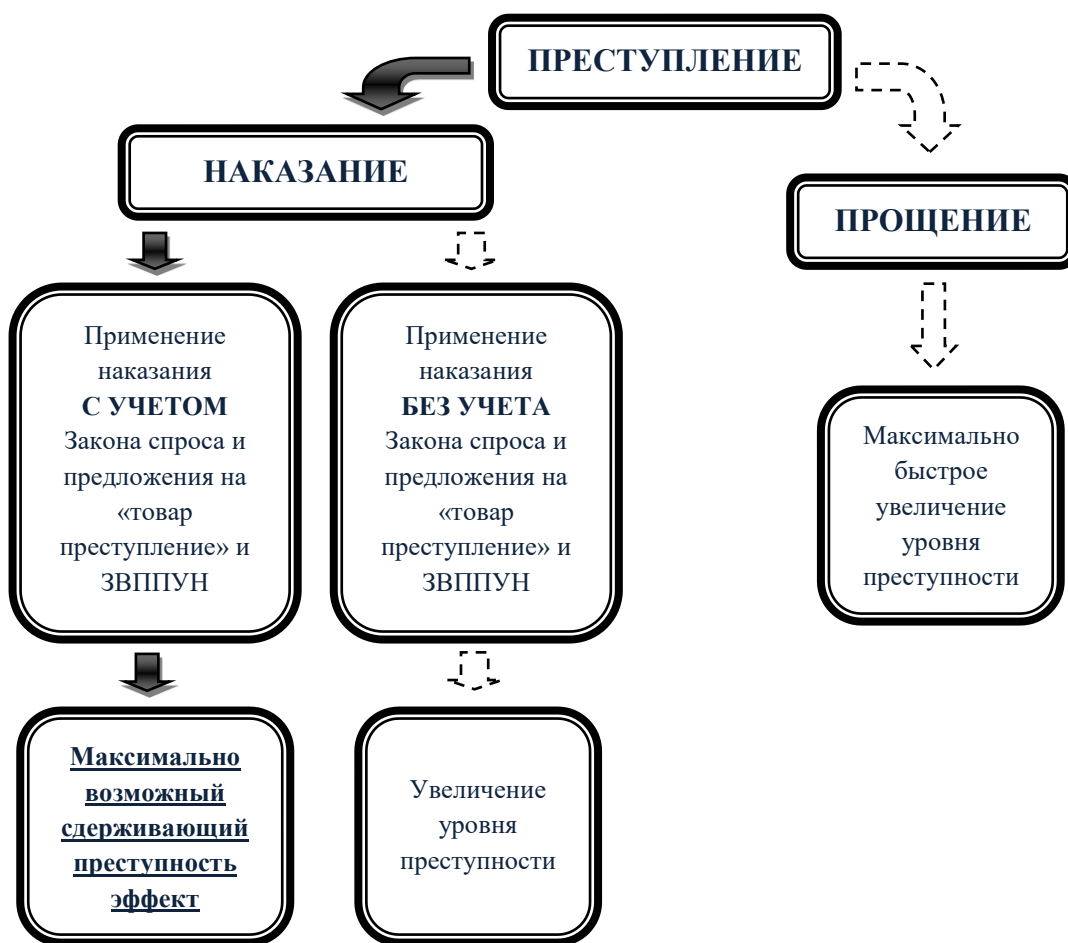 ПРЕСТУПЛЕНИЕ
НАКАЗАНИЕ
ПРОЩЕНИЕ
Применение
наказания
С УЧЕТОМ
Закона спроса и
предложения на
«товар
преступление» и
ЗВППУН
Применение
наказания
БЕЗ УЧЕТА
Закона спроса и
предложения на
«товар
преступление» и
ЗВППУН
Максимально
быстрое
увеличение
уровня
преступности
Максимально
возможный
сдерживающий
преступность
эффект
Увеличение
уровня
преступности